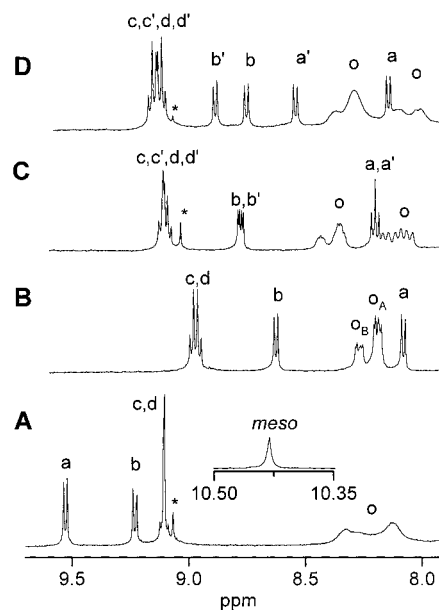 c,c',d,d'
b'
b
a'
o
a
o
*
D
a,a'
C
c,c',d,d'
o
o
*
b,b'
c,d
B
b
o_A
a
o_B
c,d
A
meso
a
b
10.50 10.35
*
o
9.5 9.0 8.5 8.0
ppm